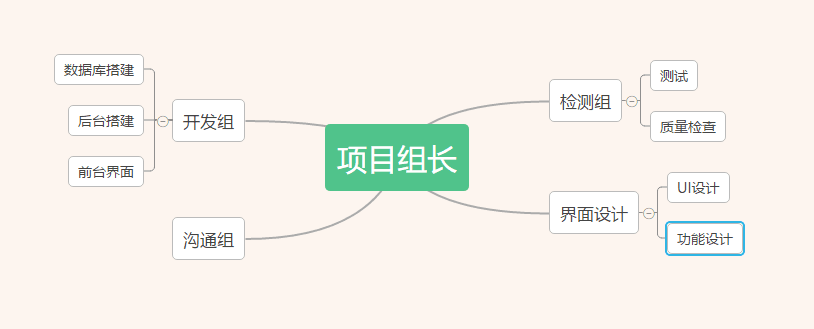 项目组长
开发组
数据库搭建
后台搭建
前台界面
沟通组
检测组
测试
质量检查
界面设计
UI设计
功能设计